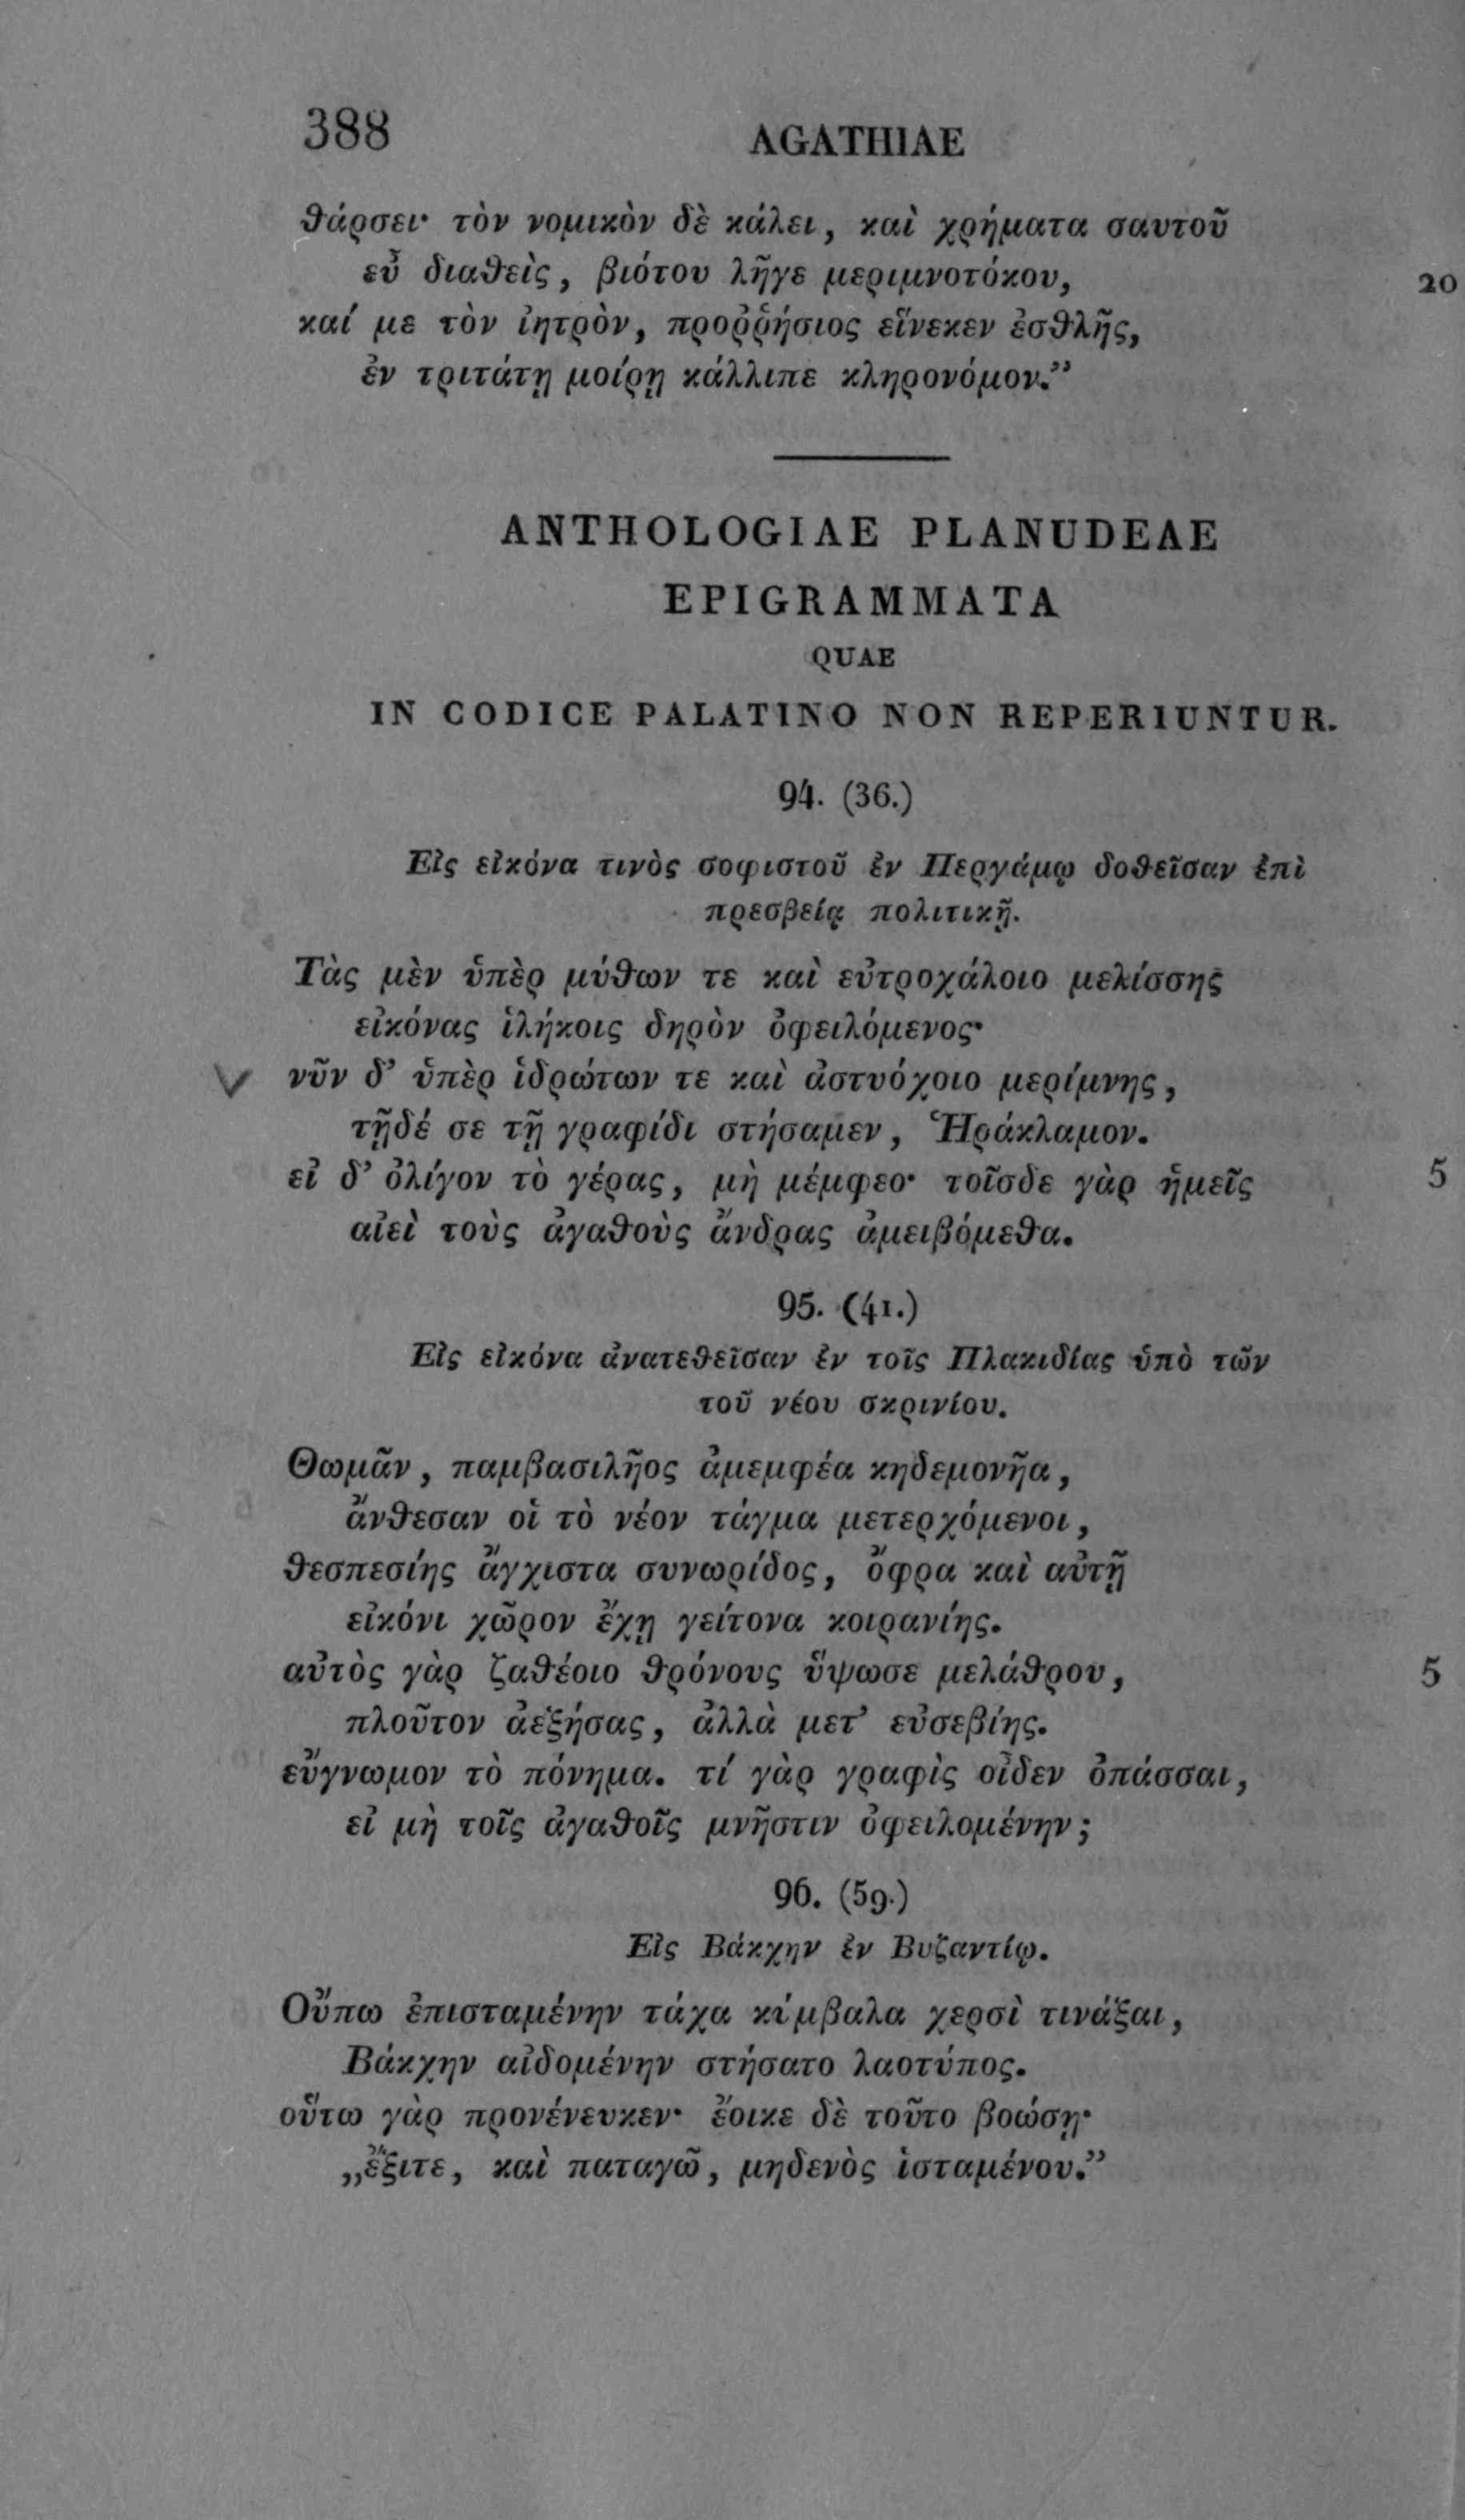 388 AGATHIAE
θάρσει· τὸν νομικὸν δὲ κάλει, καὶ χρήματα σαυτοῦ
εὖ διαθεὶς, βιότου λῆγε μεριμνοτόκου, 20
καί με τὸν ἰητρὸν, προῤῥήσιος εἵνεκεν ἐσθλῆς,
ἐν τριτάτῃ μοίρῃ κάλλιπε κληρονόμον.”
ANTHOLOGIAE PLANUDEAE
EPIGRAMMATA
QUAE
IN CODICE PALATINO NON REPERIUNTUR.
94. (36.)
Εἰς εἰκόνα τινὸς σοφιστοῦ ἐν Περγάμῳ δοθεῖσαν ἐπὶ
πρεσβείᾳ πολιτικῇ.
Τὰς μὲν ὑπὲρ μύθων τε καὶ εὐτροχάλοιο μελίσσης
εἰκόνας ἱλήκοις δηρὸν ὀφειλόμενος·
νῦν δ’ ὑπὲρ ἱδρώτων τε καὶ ἀστυόχοιο μερίμνης,
τῇδέ σε τῇ γραφίδι στήσαμεν, Ἡράκλαμον.
εἰ δ’ ὀλίγον τὸ γέρας, μὴ μέμφεο· τοῖσδε γὰρ ἡμεῖς 5
αἰεὶ τοὺς ἀγαθοὺς ἄνδρας ἀμειβόμεθα.
95. (41.)
Εἰς εἰκόνα ἀνατεθεῖσαν ἐν τοῖς Πλακιδίας ὑπὸ τῶν
τοῦ νέου σκρινίου.
Θωμᾶν, παμβασιλῆος ἀμεμφέα κηδεμονῆα,
ἄνθεσαν οἱ τὸ νέον τάγμα μετερχόμενοι,
θεσπεσίης ἄγχιστα συνωρίδος, ὄφρα καὶ αὐτῇ
εἰκόνι χῶρον ἔχῃ γείτονα κοιρανίης.
αὐτὸς γὰρ ζαθέοιο θρόνους ὕψωσε μελάθρου, 5
πλοῦτον ἀεξήσας, ἀλλὰ μετ’ εὐσεβίης.
εὔγνωμον τὸ πόνημα. τί γὰρ γραφὶς οἶδεν ὀπάσσαι,
εἰ μὴ τοῖς ἀγαθοῖς μνῆστιν ὀφειλομένην;
96. (59.)
Εἰς Βάκχην ἐν Βυζαντίῳ.
Οὔπω ἐπισταμένην τάχα κύμβαλα χερσὶ τινάξαι,
Βάκχην αἰδομένην στήσατο λαοτύπος.
οὕτω γὰρ προνένευκεν· ἔοικε δὲ τοῦτο βοώσῃ·
„ἔξιτε, καὶ παταγῶ, μηδενὸς ἱσταμένου.”